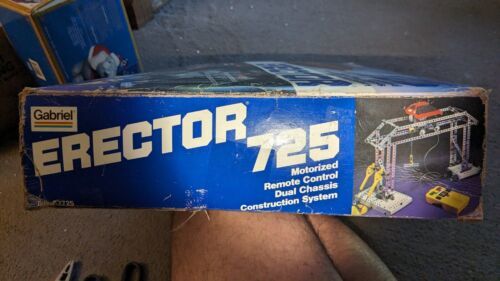 Gabriel
ERECTOR® 725
Motorized
Remote Control
Dual Chassis
Construction System